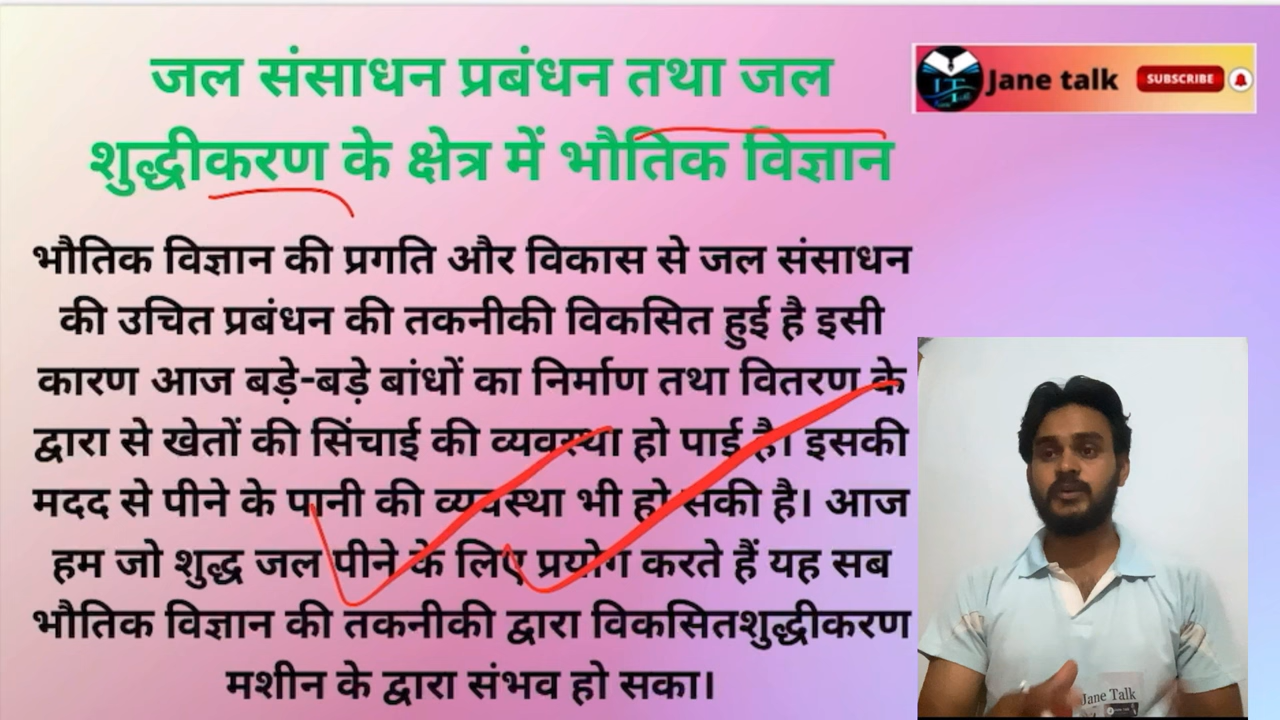 जल संसाधन प्रबंधन तथा जल
शुद्धीकरण के क्षेत्र में भौतिक विज्ञान
Jane talk
SUBSCRIBE
भौतिक विज्ञान की प्रगति और विकास से जल संसाधन
की उचित प्रबंधन की तकनीकी विकसित हुई है इसी
कारण आज बड़े-बड़े बांधों का निर्माण तथा वितरण के
द्वारा से खेतों की सिंचाई की व्यवस्था हो पाई है। इसकी
मदद से पीने के पानी की व्यवस्था भी हो सकी है। आज
हम जो शुद्ध जल पीने के लिए प्रयोग करते हैं यह सब
भौतिक विज्ञान की तकनीकी द्वारा विकसितशुद्धीकरण
मशीन के द्वारा संभव हो सका।
Jane Talk